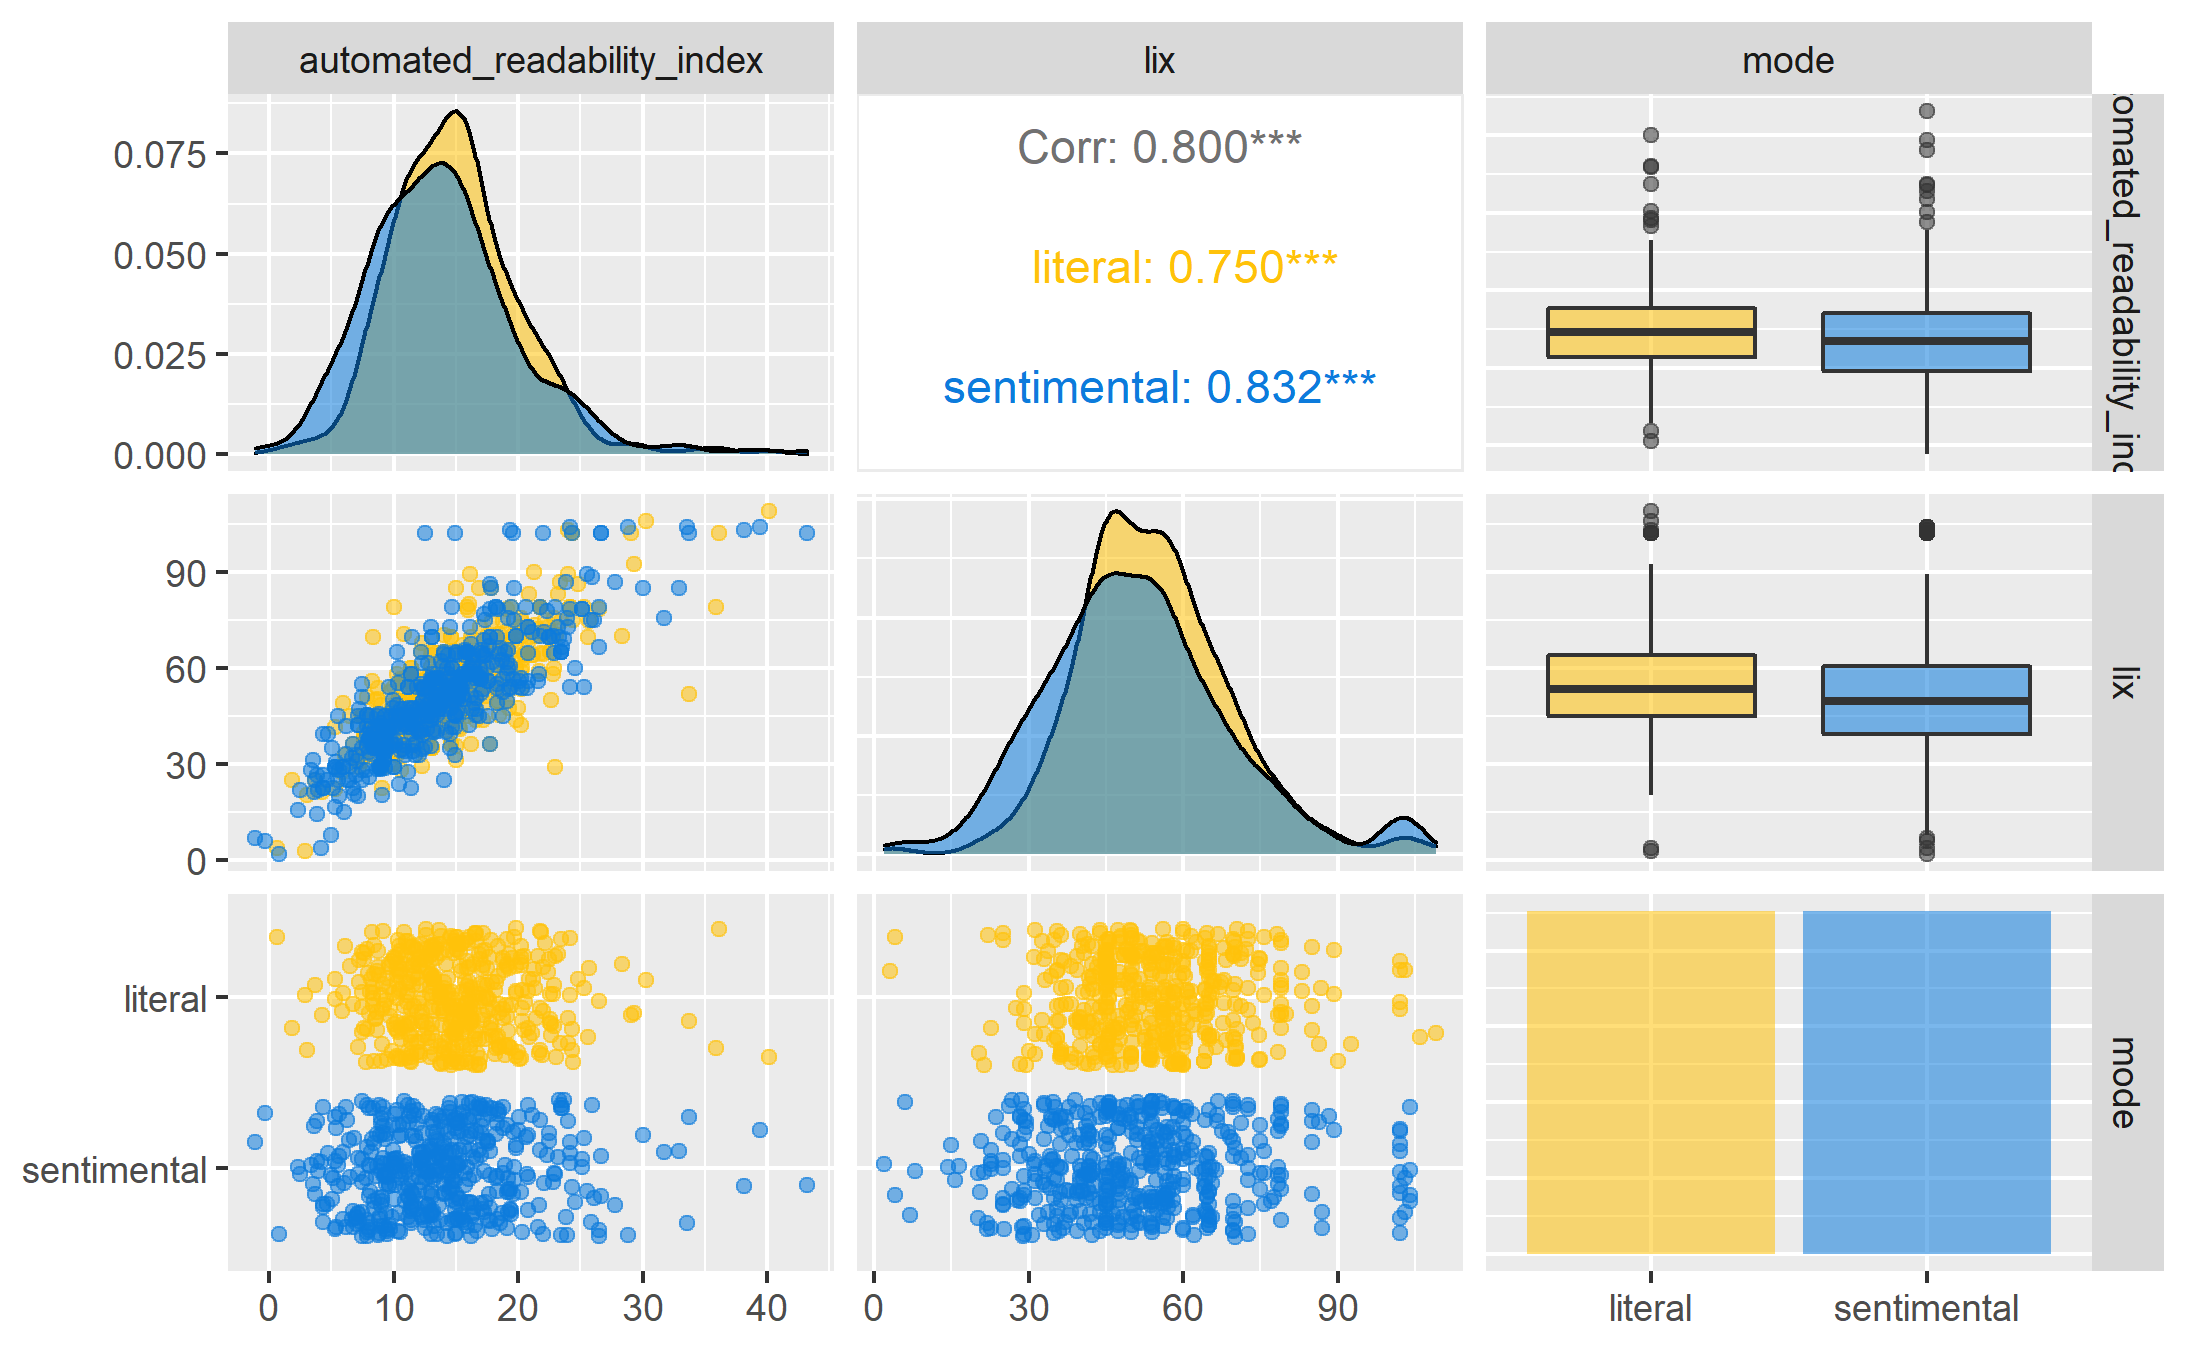 automated_readability_index
lix
mode
0.075
0.050
0.025
0.000
Corr: 0.800***
literal: 0.750***
sentimental: 0.832***
omated_readability_inc
90
60
30
0
lix
literal
sentimental
mode
0 10 20 30 40
0 30 60 90
literal sentimental